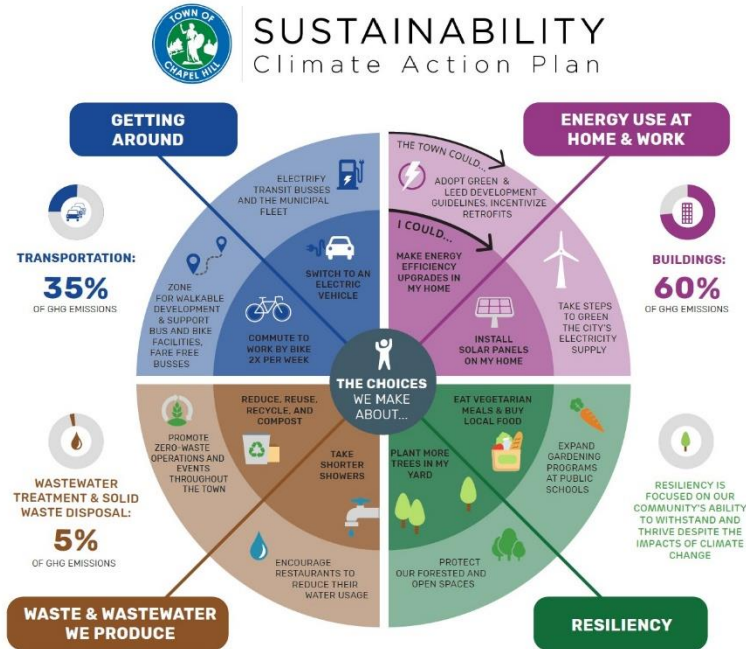 TOWN OF
CHAPEL HILL
SUSTAINABILITY
Climate Action Plan
GETTING
AROUND
ENERGY USE AT
HOME & WORK
TRANSPORTATION:
35%
OF GHG EMISSIONS
ELECTRIFY
TRANSIT BUSSES
AND THE MUNICIPAL
FLEET
ZONE
FOR WALKABLE
DEVELOPMENT
& SUPPORT
BUS AND BIKE
FACILITIES,
FARE FREE
BUSSES
SWITCH TO AN
ELECTRIC
VEHICLE
COMMUTE TO
WORK BY BIKE
2X PER WEEK
THE TOWN COULD...
ADOPT GREEN &
LEED DEVELOPMENT
GUIDELINES, INCENTIVIZE
RETROFITS
I COULD...
MAKE ENERGY
EFFICIENCY
UPGRADES IN
MY HOME
INSTALL
SOLAR PANELS
ON MY HOME
TAKE STEPS
TO GREEN
THE CITY'S
ELECTRICITY
SUPPLY
BUILDINGS:
60%
OF GHG EMISSIONS
THE CHOICES
WE MAKE
ABOUT...
WASTEWATER
TREATMENT & SOLID
WASTE DISPOSAL:
5%
OF GHG EMISSIONS
PROMOTE
ZERO-WASTE
OPERATIONS AND
EVENTS
THROUGHOUT
THE TOWN
REDUCE, REUSE,
RECYCLE, AND
COMPOST
TAKE
SHORTER
SHOWERS
ENCOURAGE
RESTAURANTS TO
REDUCE THEIR
WATER USAGE
EAT VEGETARIAN
MEALS & BUY
LOCAL FOOD
PLANT MORE
TREES IN MY
YARD
EXPAND
GARDENING
PROGRAMS
AT PUBLIC
SCHOOLS
PROTECT
OUR FORESTED AND
OPEN SPACES
RESILIENCY IS
FOCUSED ON OUR
COMMUNITY'S ABILITY
TO WITHSTAND AND
THRIVE DESPITE THE
IMPACTS OF CLIMATE
CHANGE
WASTE & WASTEWATER
WE PRODUCE
RESILIENCY